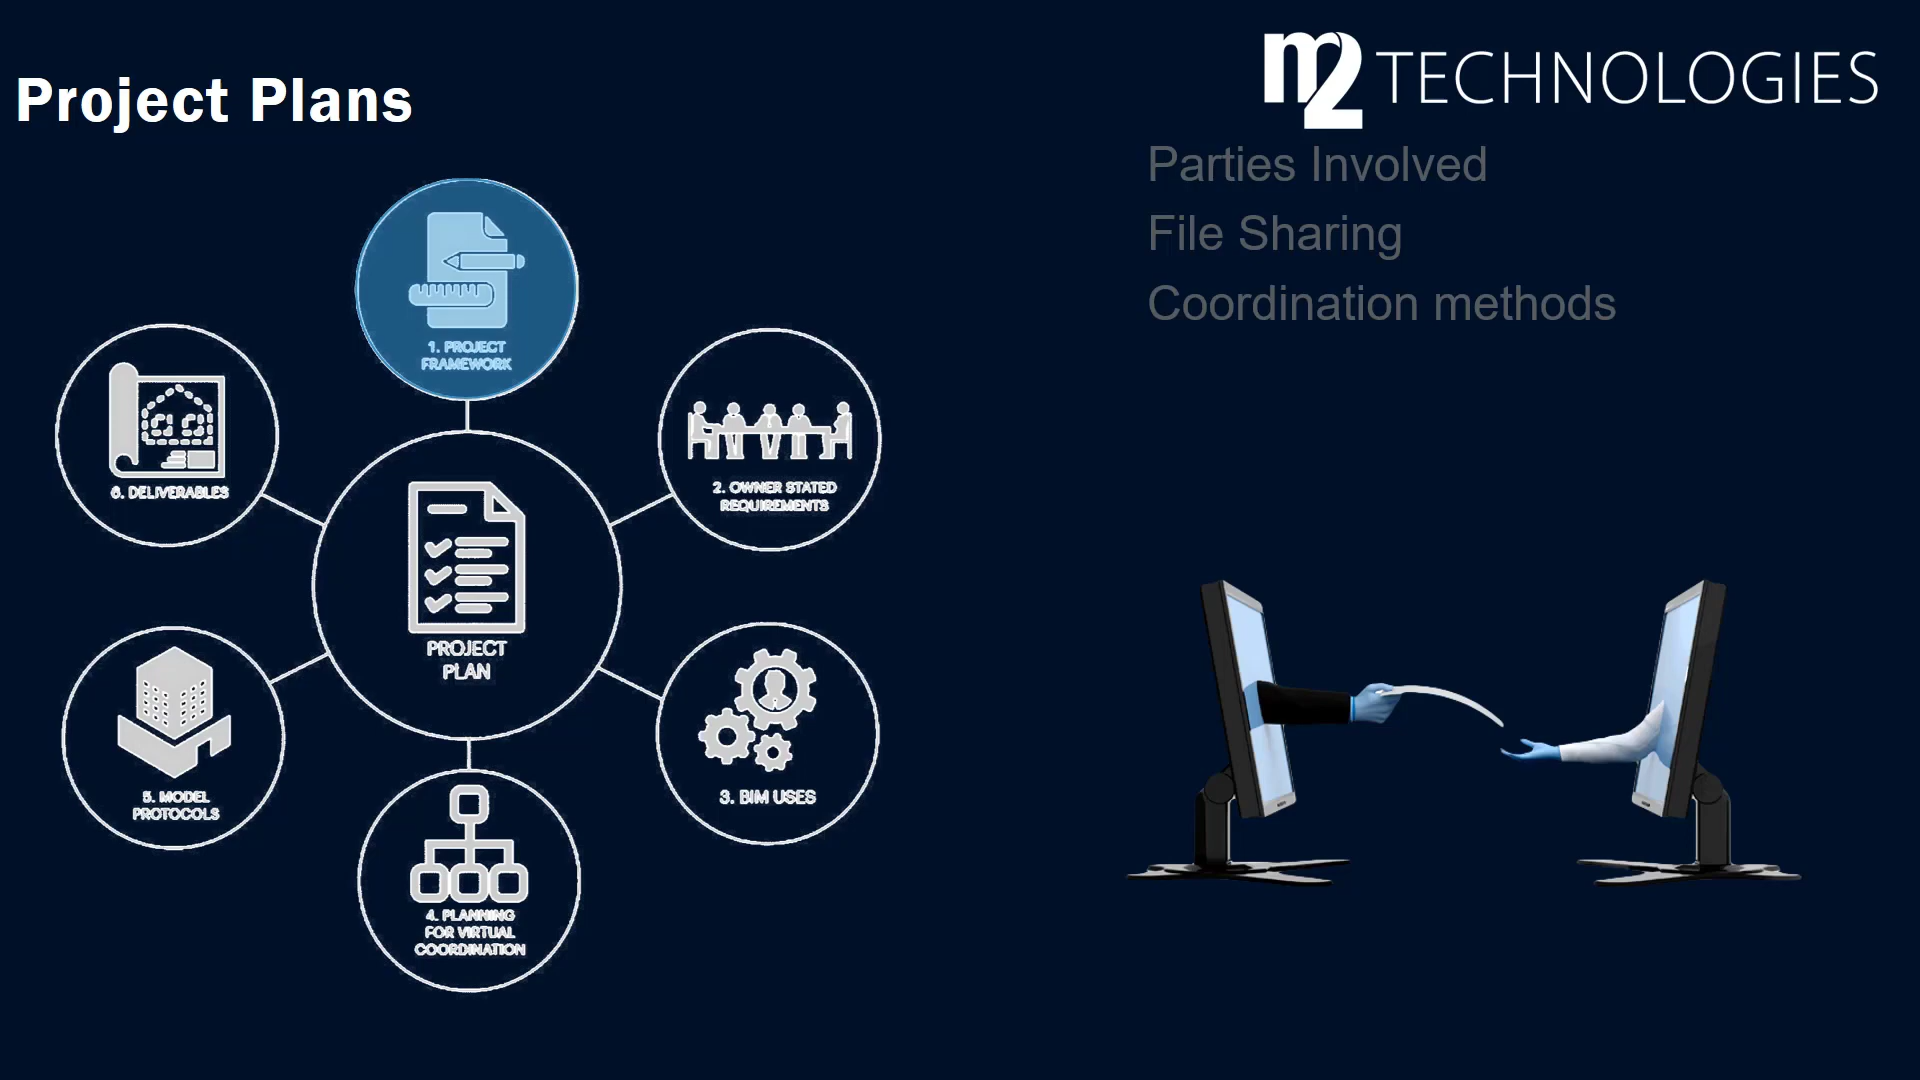 Project Plans
m2 TECHNOLOGIES
Parties Involved
File Sharing
Coordination methods
1. PROJECT
FRAMEWORK
2. OWNER STATED
REQUIREMENTS
3. BIM USES
4. PLANNING
FOR VIRTUAL
COORDINATION
5. MODEL
PROTOCOLS
6. DELIVERABLES
PROJECT
PLAN